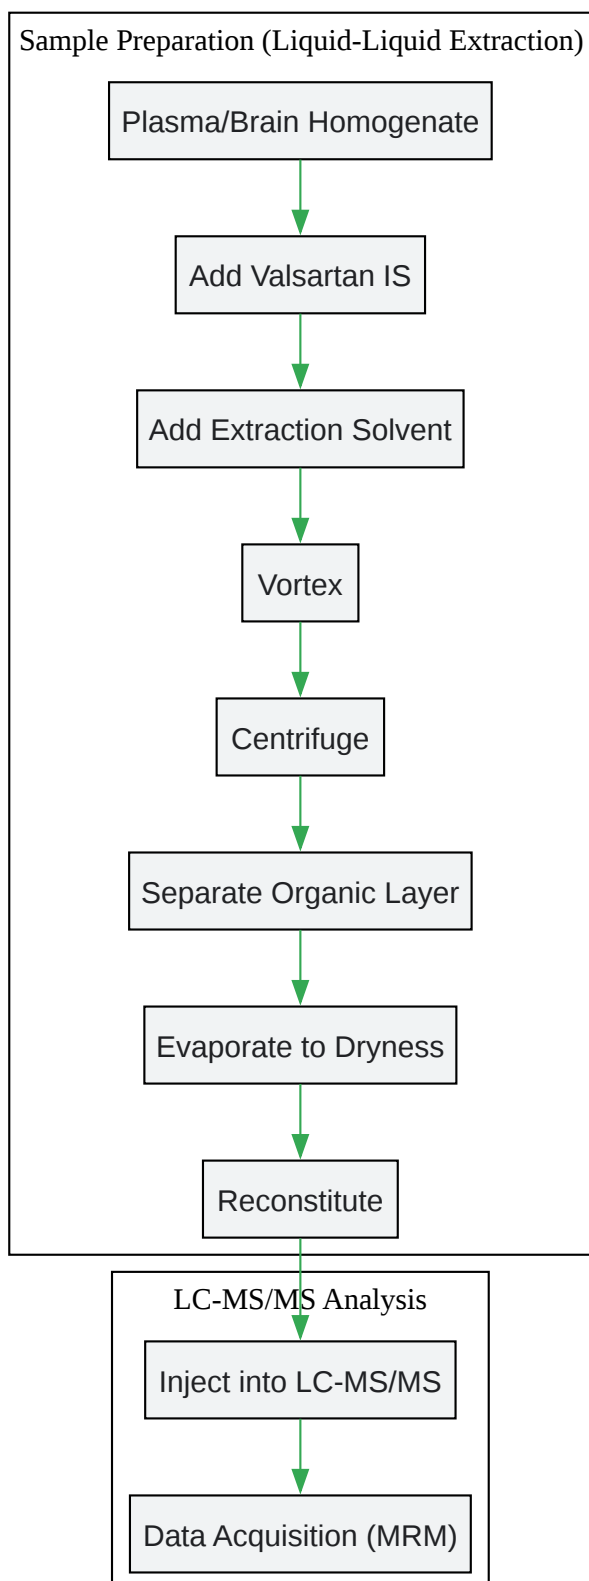 Sample Preparation (Liquid-Liquid Extraction)
Plasma/Brain Homogenate
Add Valsartan IS
Add Extraction Solvent
Vortex
Centrifuge
Separate Organic Layer
Evaporate to Dryness
Reconstitute
LC-MS/MS Analysis
Inject into LC-MS/MS
Data Acquisition (MRM)